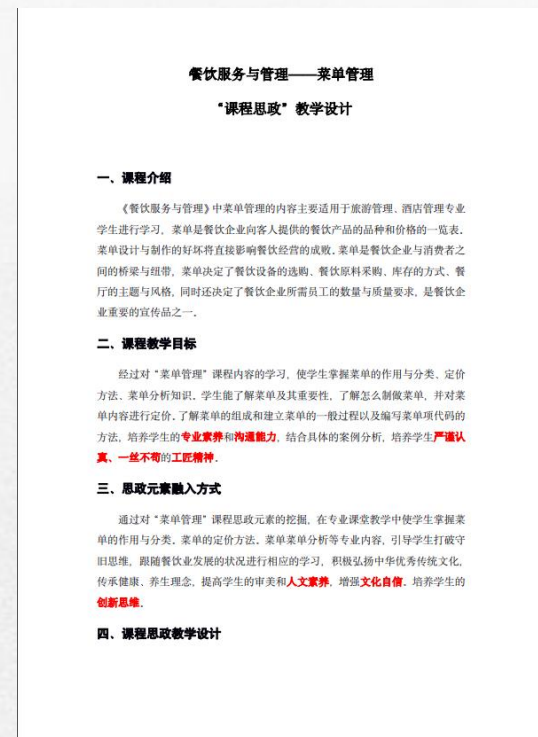 餐饮服务与管理——菜单管理
“课程思政”教学设计
一、课程介绍
《餐饮服务与管理》中菜单管理的内容主要适用于旅游管理、酒店管理专业
学生进行学习，菜单是餐饮企业向客人提供的餐饮产品的品种和价格的一览表。
菜单设计与制作的好坏将直接影响餐饮经营的成败。菜单是餐饮企业与消费者之
间的桥梁与纽带，菜单决定了餐饮设备的选购、餐饮原料采购、库存的方式、餐
厅的主题与风格，同时还决定了餐饮企业所需员工的数量与质量要求，是餐饮企
业重要的宣传品之一。
二、课程教学目标
经过对“菜单管理”课程内容的学习，使学生掌握菜单的作用与分类、定价
方法、菜单分析知识。学生能了解菜单及其重要性，了解怎么制做菜单，并对菜
单内容进行定价。了解菜单的组成和建立菜单的一般过程以及编写菜单项代码的
方法，培养学生的专业素养和沟通能力，结合具体的案例分析，培养学生严谨认
真、一丝不苟的工匠精神。
三、思政元素融入方式
通过对“菜单管理”课程思政元素的挖掘，在专业课堂教学中使学生掌握菜
单的作用与分类、菜单的定价方法、菜单菜单分析等专业内容，引导学生打破守
旧思维，跟随餐饮业发展的状况进行相应的学习，积极弘扬中华优秀传统文化，
传承健康、养生理念，提高学生的审美和人文素养，增强文化自信，培养学生的
创新思维。
四、课程思政教学设计